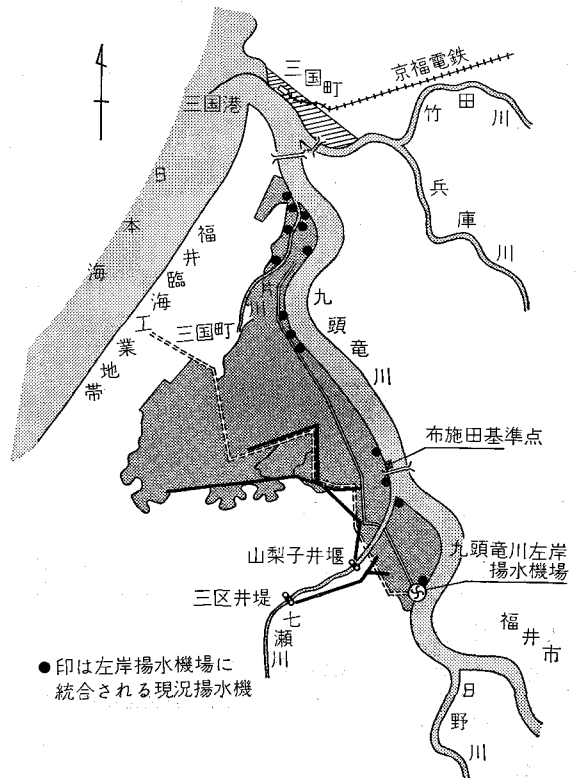 三国町
京福電鉄
三国港
竹田川
兵庫川
日本海
福井臨海工業地帯
片川
三国町
九頭竜川
布施田基準点
山梨子井堰
九頭竜川左岸
揚水機場
三区井堤
七瀬川
福井市
日野川
●印は左岸揚水機場に
統合される現況揚水機